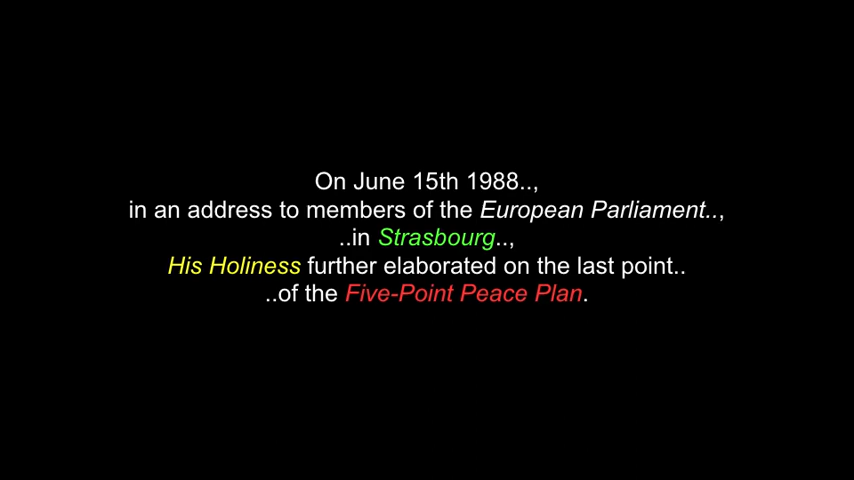 On June 15th 1988..,
in an address to members of the European Parliament..,
..in Strasbourg..,
His Holiness further elaborated on the last point..
..of the Five-Point Peace Plan.